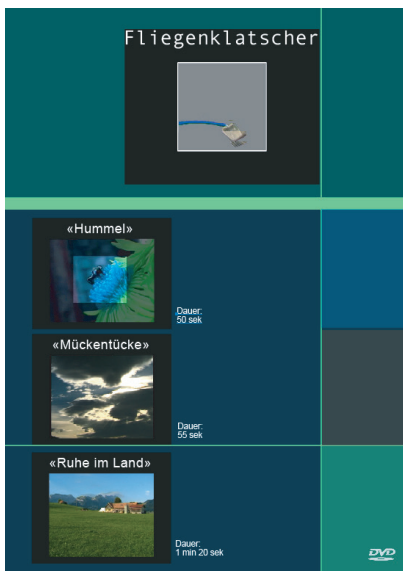 Fliegenklatscher
«Hummel»
Dauer:
50 sek
«Mückentücke»
Dauer:
55 sek
«Ruhe im Land»
Dauer:
1 min 20 sek
DVD